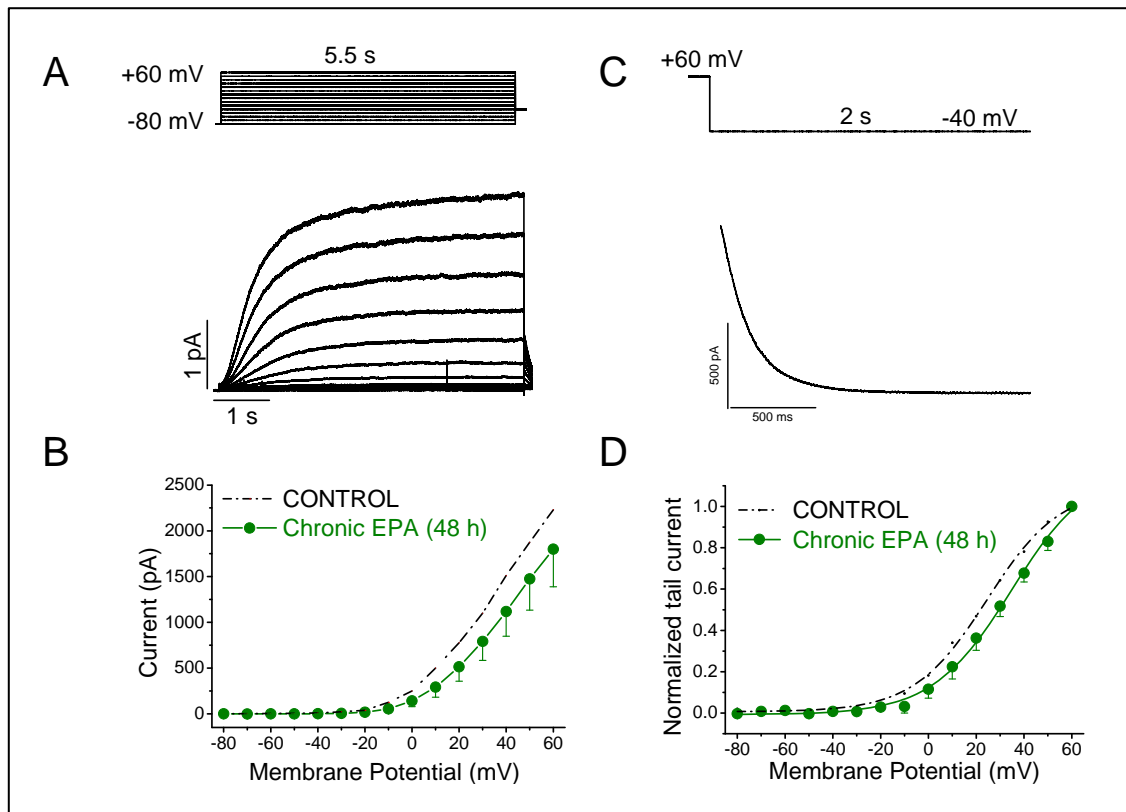 A
5.5 s
+60 mV
-80 mV
1 pA
1 s
C
+60 mV
2 s
-40 mV
500 pA
500 ms
B
CONTROL
Chronic EPA (48 h)
Current (pA)
2500
2000
1500
1000
500
0
-80 -60 -40 -20 0 20 40 60
Membrane Potential (mV)
D
CONTROL
Chronic EPA (48 h)
Normalized tail current
1.0
0.8
0.6
0.4
0.2
0.0
-80 -60 -40 -20 0 20 40 60
Membrane Potential (mV)